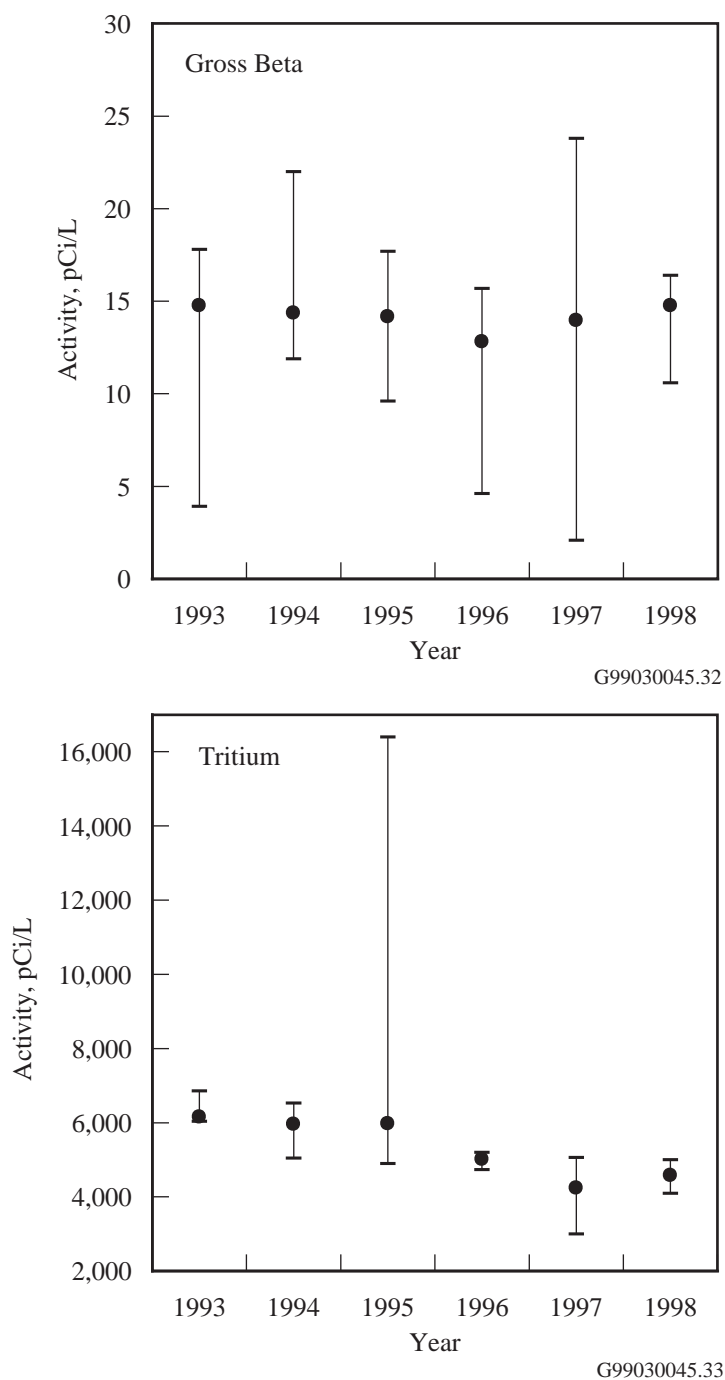 Gross Beta
30
25
20
15
10
5
0
Activity, pCi/L
1993 1994 1995 1996 1997 1998
Year
G99030045.32
Tritium
16,000
14,000
12,000
10,000
8,000
6,000
4,000
2,000
Activity, pCi/L
1993 1994 1995 1996 1997 1998
Year
G99030045.33